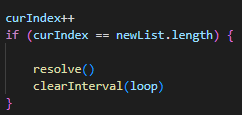 curIndex++
if (curIndex == newList.length) {
resolve()
clearInterval(loop)
}